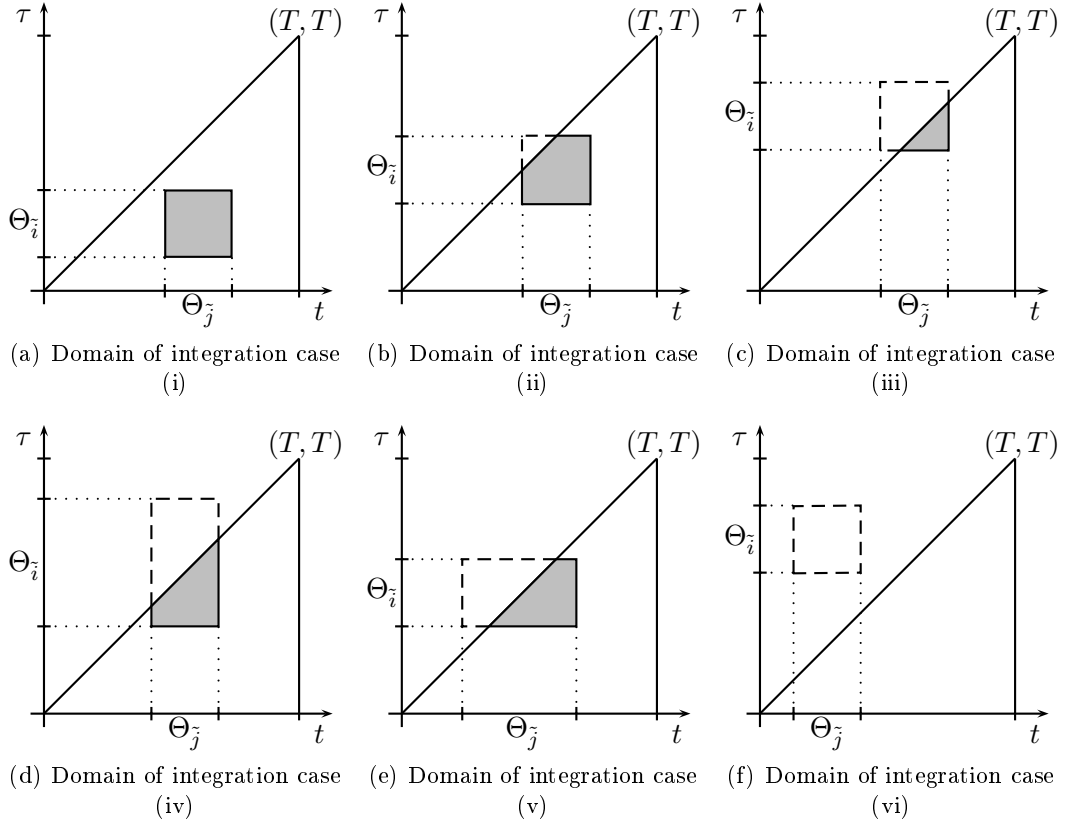 τ (T, T) τ (T, T) τ (T, T)
Θ_ĩ Θ_ĩ Θ_ĩ
Θ_j̃ t Θ_j̃ t Θ_j̃ t
(a) Domain of integration case (b) Domain of integration case (c) Domain of integration case
(i) (ii) (iii)
τ (T, T) τ (T, T) τ (T, T)
Θ_ĩ Θ_ĩ Θ_ĩ
Θ_j̃ t Θ_j̃ t Θ_j̃ t
(d) Domain of integration case (e) Domain of integration case (f) Domain of integration case
(iv) (v) (vi)